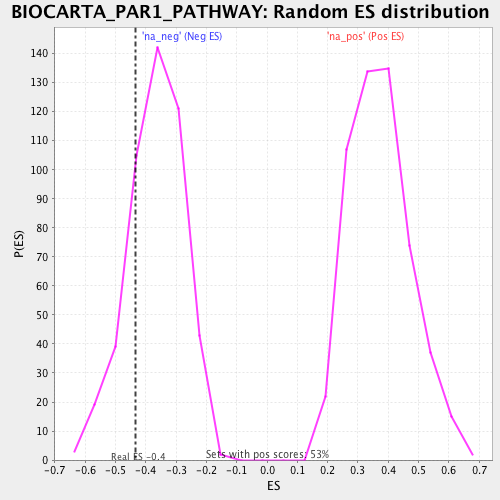 BIOCARTA_PAR1_PATHWAY: Random ES distribution
'na_neg' (Neg ES) 'na_pos' (Pos ES)
140
130
120
110
100
90
80
70
60
50
40
30
20
10
0
P(ES)
Real ES -0.4 Sets with pos scores: 53%
-0.7 -0.6 -0.5 -0.4 -0.3 -0.2 -0.1 0.0 0.1 0.2 0.3 0.4 0.5 0.6 0.7
ES